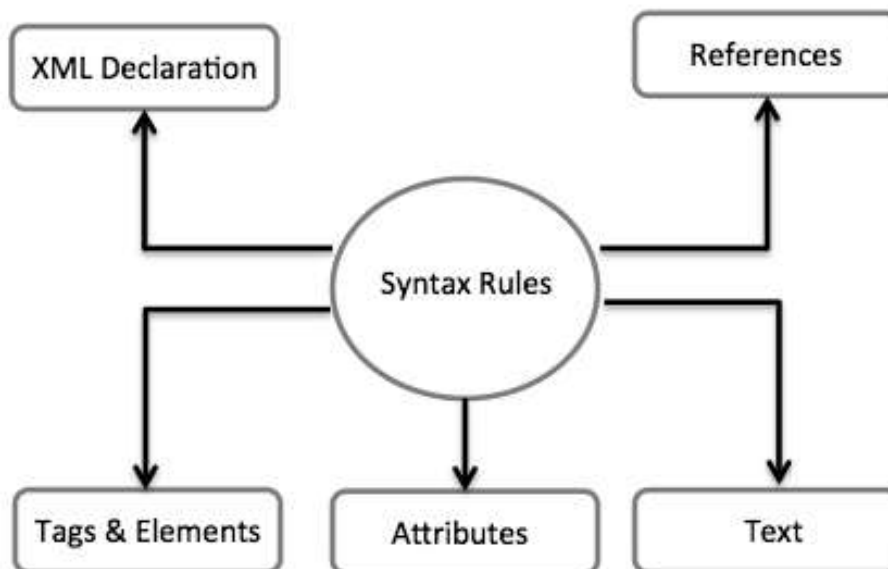 XML Declaration
References
Syntax Rules
Tags & Elements
Attributes
Text